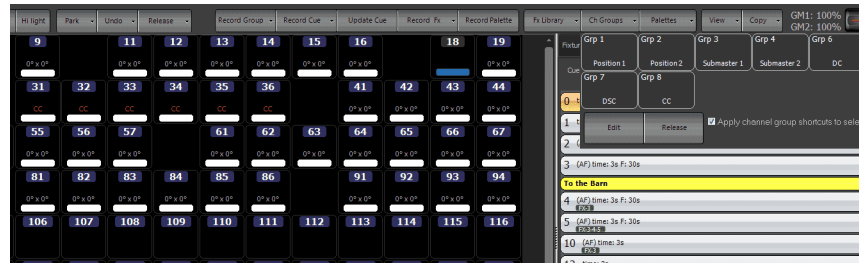 Hi light Park Undo Release Record Group Record Cue Update Cue Record Fx Record Palette Fx Library Ch Groups Palettes View Copy GM1: 100%
GM2: 100%
9 11 12 13 14 15 16 18 19
0° x 0° 0° x 0° 0° x 0° 0° x 0° 0° x 0° 0° x 0° 0° x 0° 0° x 0°
31 32 33 34 35 36 41 42 43 44
CC CC CC CC CC CC 0° x 0° 0° x 0° 0° x 0° 0° x 0°
55 56 57 61 62 63 64 65 66 67
0° x 0° 0° x 0° 0° x 0° 0° x 0° 0° x 0° 0° x 0° 0° x 0° 0° x 0° 0° x 0° 0° x 0°
81 82 83 84 85 86 91 92 93 94
0° x 0° 0° x 0° 0° x 0° 0° x 0° 0° x 0° 0° x 0° 0° x 0° 0° x 0° 0° x 0° 0° x 0°
106 107 108 109 110 111 112 113 114 115 116
Fixtur
Cue
Grp 1 Grp 2 Grp 3 Grp 4 Grp 6
Position 1 Position 2 Submaster 1 Submaster 2 DC
Grp 7 Grp 8
DSC CC
Edit Release Apply channel group shortcuts to sele
0 t
1 t
2 (
3 (AF) time: 3s F: 30s
To the Barn
4 (AF) time: 3s F: 30s
FX-3
5 (AF) time: 3s F: 30s
FX-3-4-5
10 (AF) time: 3s
FX-3